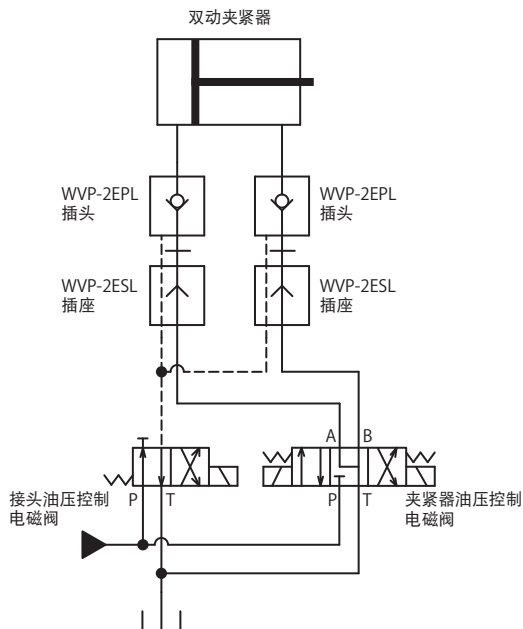 双动夹紧器
WVP-2EPL
插头
WVP-2EPL
插头
WVP-2ESL
插座
WVP-2ESL
插座
A
B
P
T
P
T
接头油压控制
电磁阀
夹紧器油压控制
电磁阀